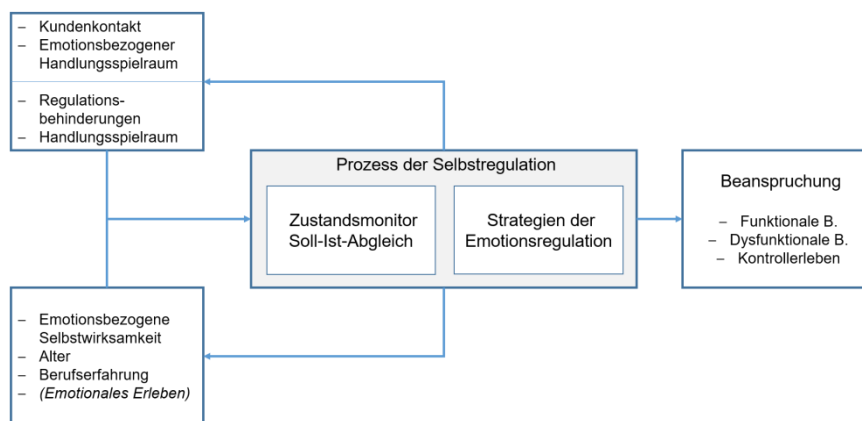 – Kundenkontakt
– Emotionsbezogener
Handlungsspielraum
– Regulations-
behinderungen
– Handlungsspielraum
Prozess der Selbstregulation
Zustandsmonitor
Soll-Ist-Abgleich
Strategien der
Emotionsregulation
Beanspruchung
– Funktionale B.
– Dysfunktionale B.
– Kontrollerleben
– Emotionsbezogene
Selbstwirksamkeit
– Alter
– Berufserfahrung
– (Emotionales Erleben)